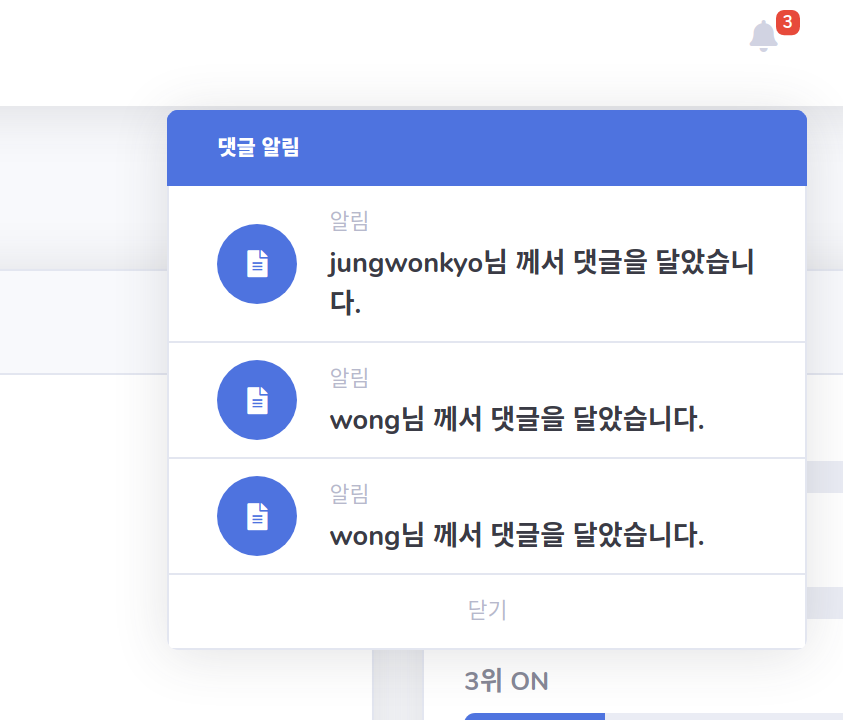 3
댓글 알림
알림
jungwonkyo님 께서 댓글을 달았습니
다.
알림
wong님 께서 댓글을 달았습니다.
알림
wong님 께서 댓글을 달았습니다.
닫기
3위 ON